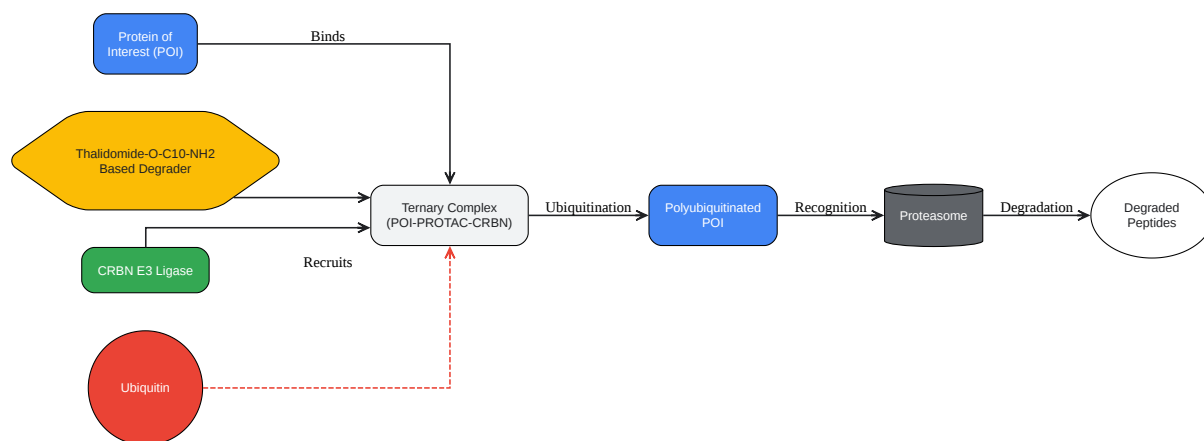 Protein of
Interest (POI)
Binds
Thalidomide-O-C10-NH2
Based Degrader
Ternary Complex
(POI-PROTAC-CRBN)
Ubiquitination
Polyubiquitinated
POI
Recognition
Proteasome
Degradation
Degraded
Peptides
CRBN E3 Ligase
Recruits
Ubiquitin